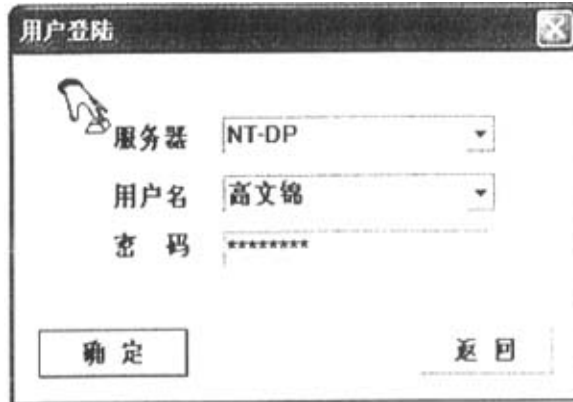 用户登陆
服务器 NT-DP
用户名 高文锦
密 码 ********
确 定 返 回